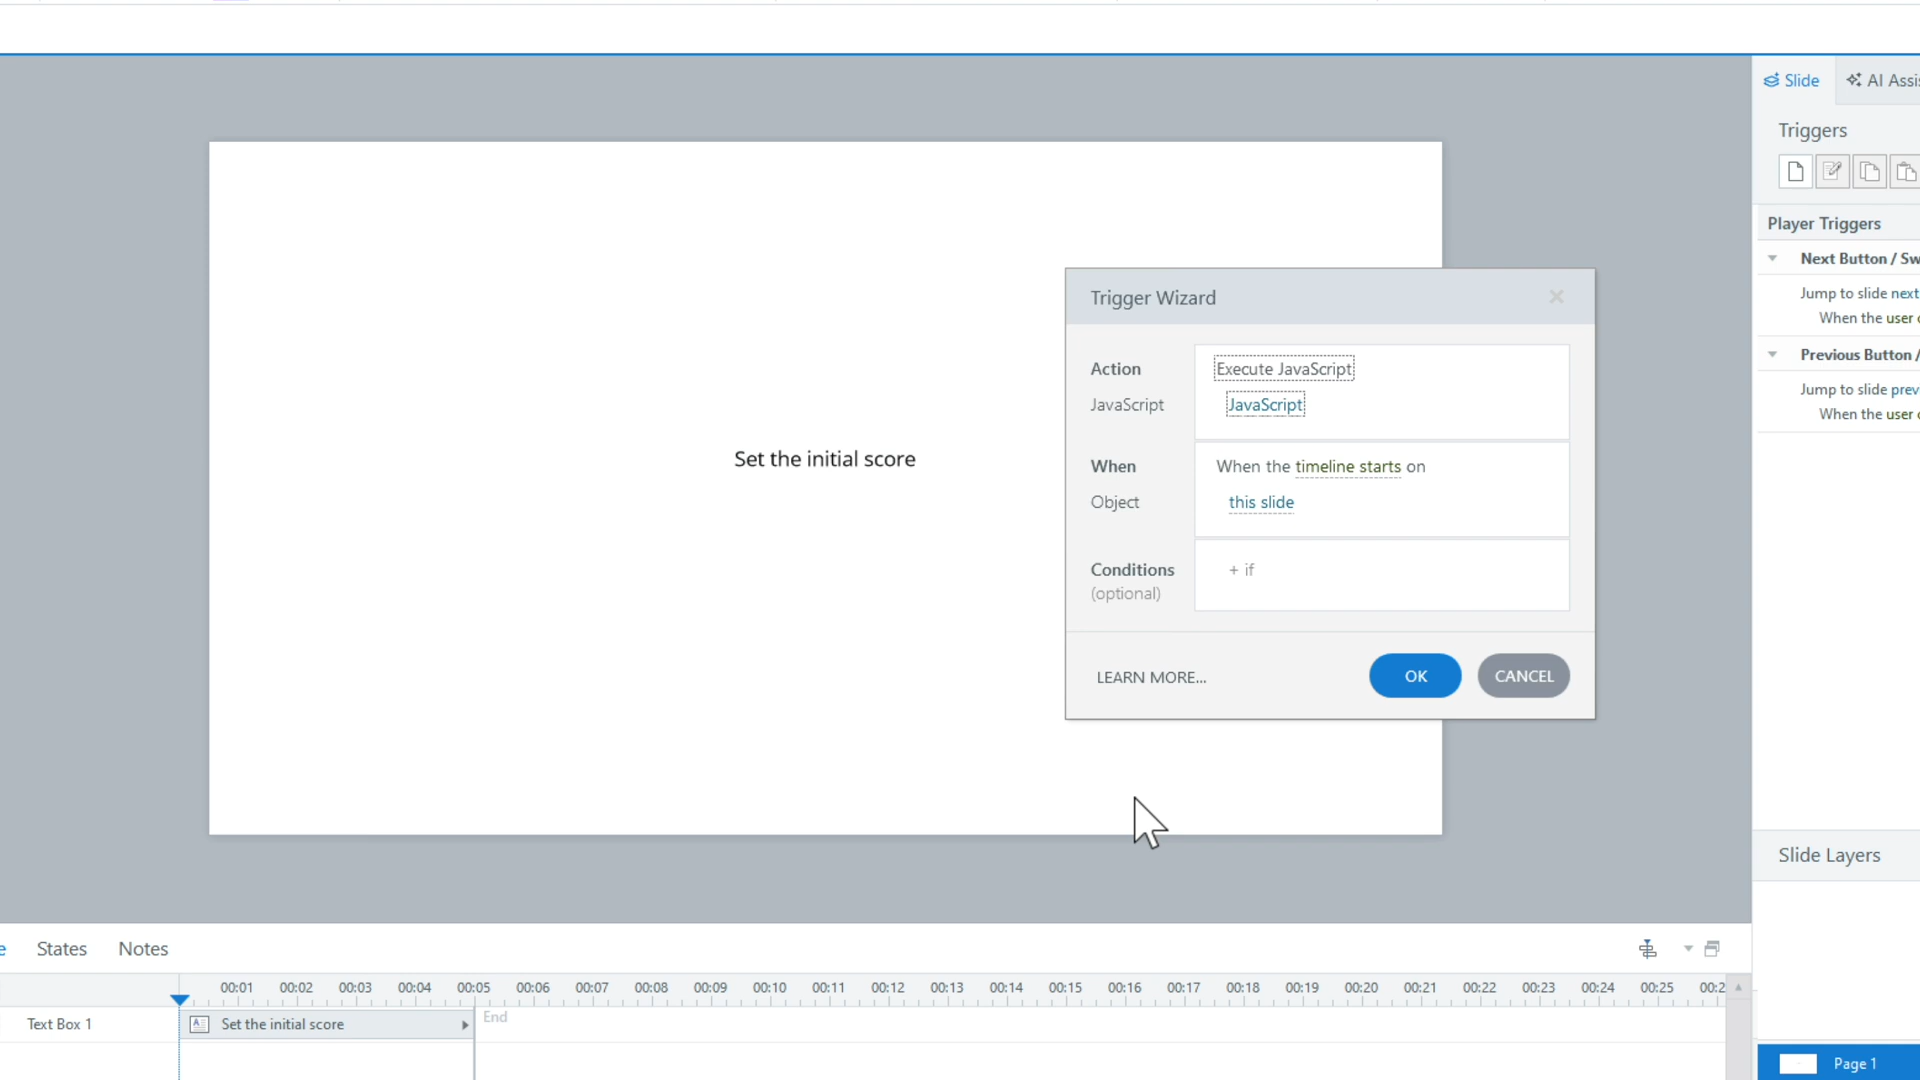 Slide
AI Assis
Triggers
Player Triggers
Next Button / Sw
Jump to slide next
When the user
Previous Button /
Jump to slide prev
When the user
Set the initial score
Trigger Wizard
Action
Execute JavaScript
JavaScript
JavaScript
When
When the timeline starts on
Object
this slide
Conditions
(optional)
+ if
LEARN MORE...
OK
CANCEL
Slide Layers
e
States
Notes
00:01 00:02 00:03 00:04 00:05 00:06 00:07 00:08 00:09 00:10 00:11 00:12 00:13 00:14 00:15 00:16 00:17 00:18 00:19 00:20 00:21 00:22 00:23 00:24 00:25 00:2
Text Box 1
Set the initial score
End
Page 1